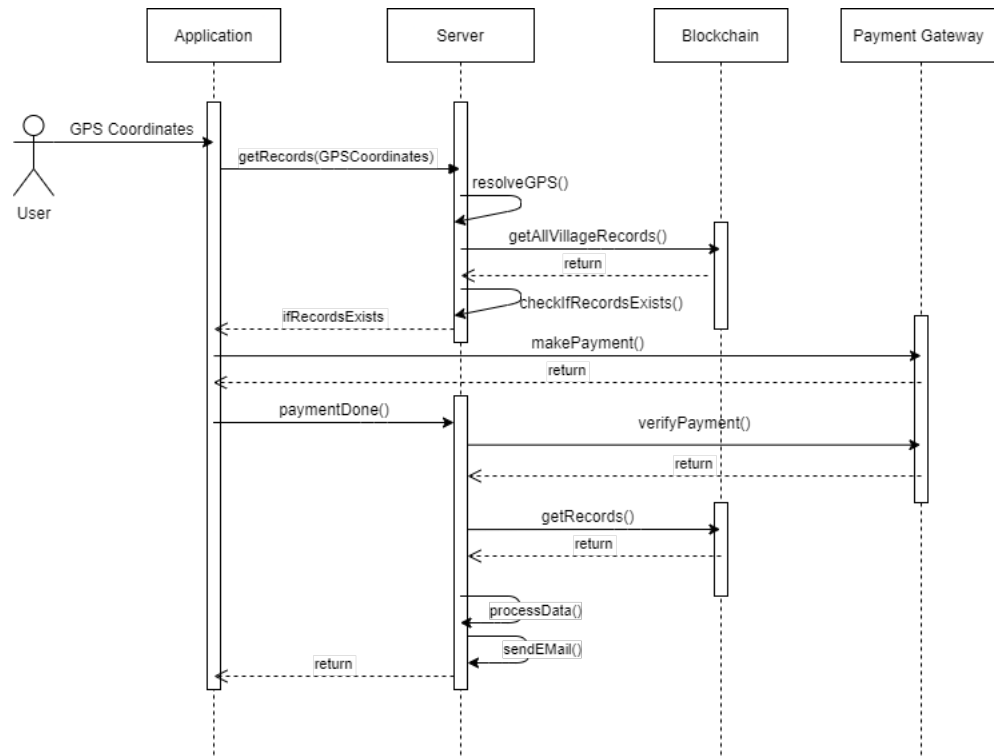 Application
Server
Blockchain
Payment Gateway
GPS Coordinates
getRecords(GPSCoordinates)
User
resolveGPS()
getAllVillageRecords()
return
checkIfRecordsExists()
ifRecordsExists
makePayment()
return
paymentDone()
verifyPayment()
return
getRecords()
return
processData()
sendEMail()
return